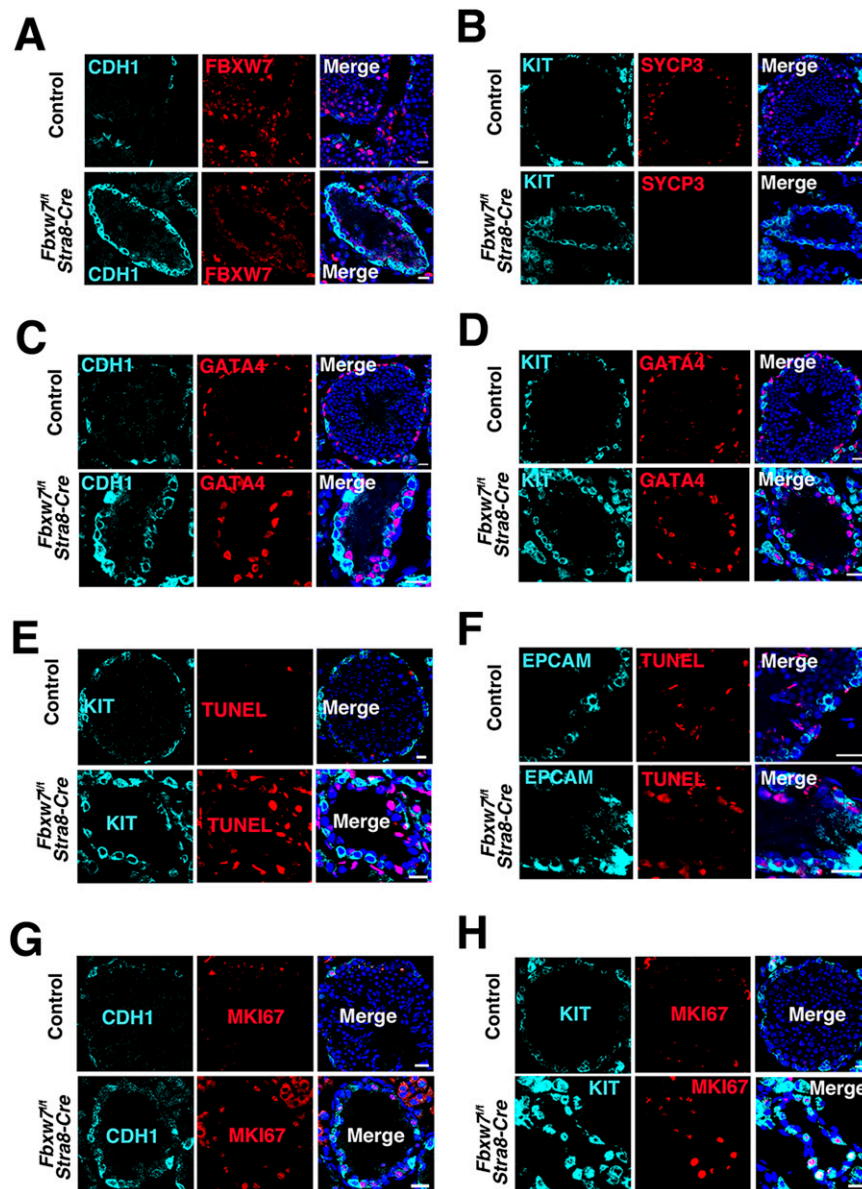 A
Control
CDH1 FBXW7 Merge
Fbxw7f/f
Stra8-Cre
CDH1 FBXW7 Merge
B
Control
KIT SYCP3 Merge
Fbxw7f/f
Stra8-Cre
KIT SYCP3 Merge
C
Control
CDH1 GATA4 Merge
Fbxw7f/f
Stra8-Cre
CDH1 GATA4 Merge
D
Control
KIT GATA4 Merge
Fbxw7f/f
Stra8-Cre
KIT GATA4 Merge
E
Control
KIT TUNEL Merge
Fbxw7f/f
Stra8-Cre
KIT TUNEL Merge
F
Control
EPCAM TUNEL Merge
Fbxw7f/f
Stra8-Cre
EPCAM TUNEL Merge
G
Control
CDH1 MKI67 Merge
Fbxw7f/f
Stra8-Cre
CDH1 MKI67 Merge
H
Control
KIT MKI67 Merge
Fbxw7f/f
Stra8-Cre
KIT MKI67 Merge